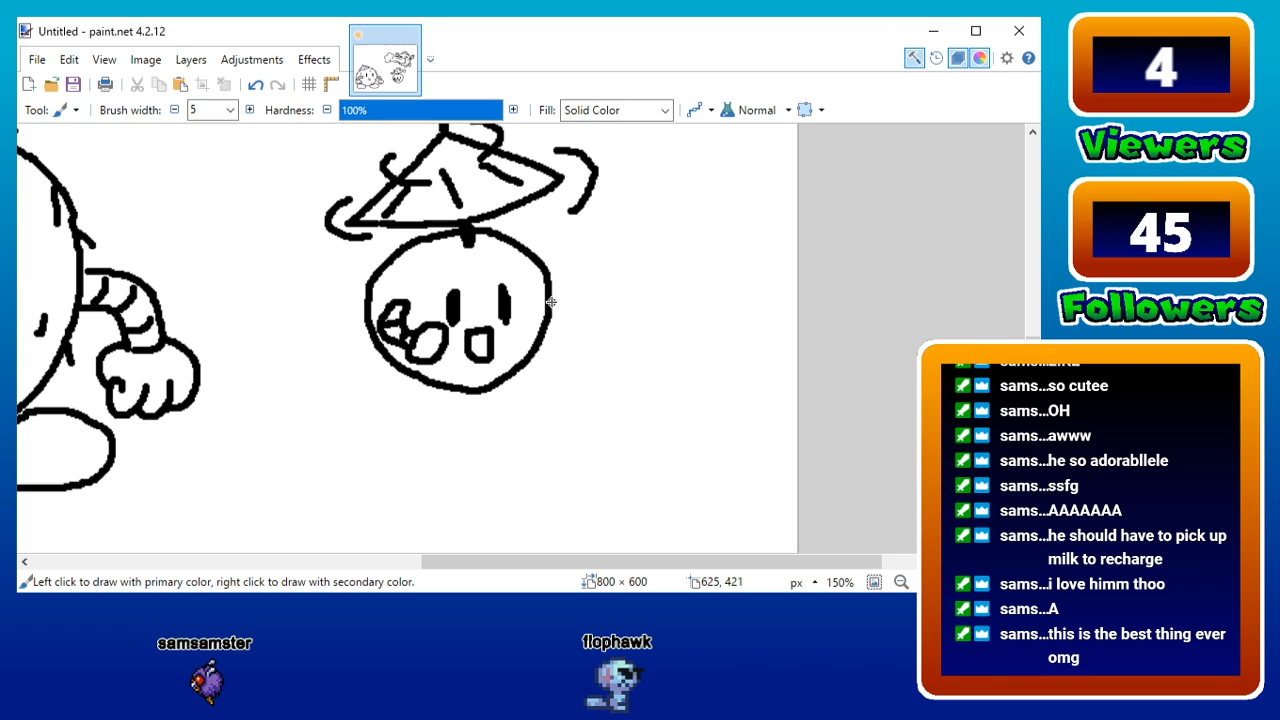 Untitled - paint.net 4.2.12
File Edit View Image Layers Adjustments Effects
Tool: Brush width: 5 Hardness: 100% Fill: Solid Color Normal
4
Viewers
45
Followers
sams...so cutee
sams...OH
sams...awww
sams...he so adorabllele
sams...ssfg
sams...AAAAAAA
sams...he should have to pick up
milk to recharge
sams...i love himm thoo
sams...A
sams...this is the best thing ever
omg
Left click to draw with primary color, right click to draw with secondary color. 800 × 600 625, 421 px 150%
samsamster
flophawk